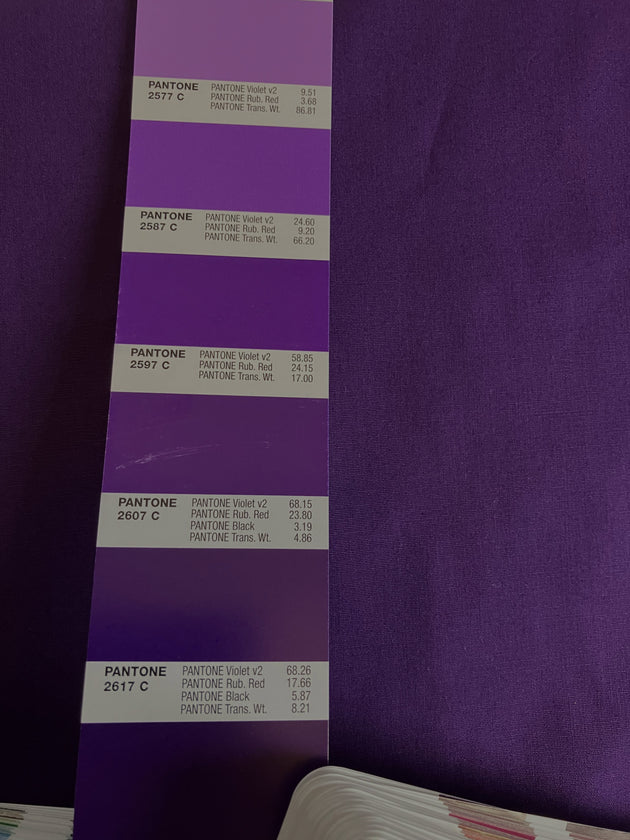 PANTONE
2577 C
PANTONE Violet v2 9.51
PANTONE Rub. Red 3.68
PANTONE Trans. Wt. 86.81
PANTONE
2587 C
PANTONE Violet v2 24.60
PANTONE Rub. Red 9.20
PANTONE Trans. Wt. 66.20
PANTONE
2597 C
PANTONE Violet v2 58.85
PANTONE Rub. Red 24.15
PANTONE Trans. Wt. 17.00
PANTONE
2607 C
PANTONE Violet v2 68.15
PANTONE Rub. Red 23.80
PANTONE Black 3.19
PANTONE Trans. Wt. 4.86
PANTONE
2617 C
PANTONE Violet v2 68.26
PANTONE Rub. Red 17.66
PANTONE Black 5.87
PANTONE Trans. Wt. 8.21